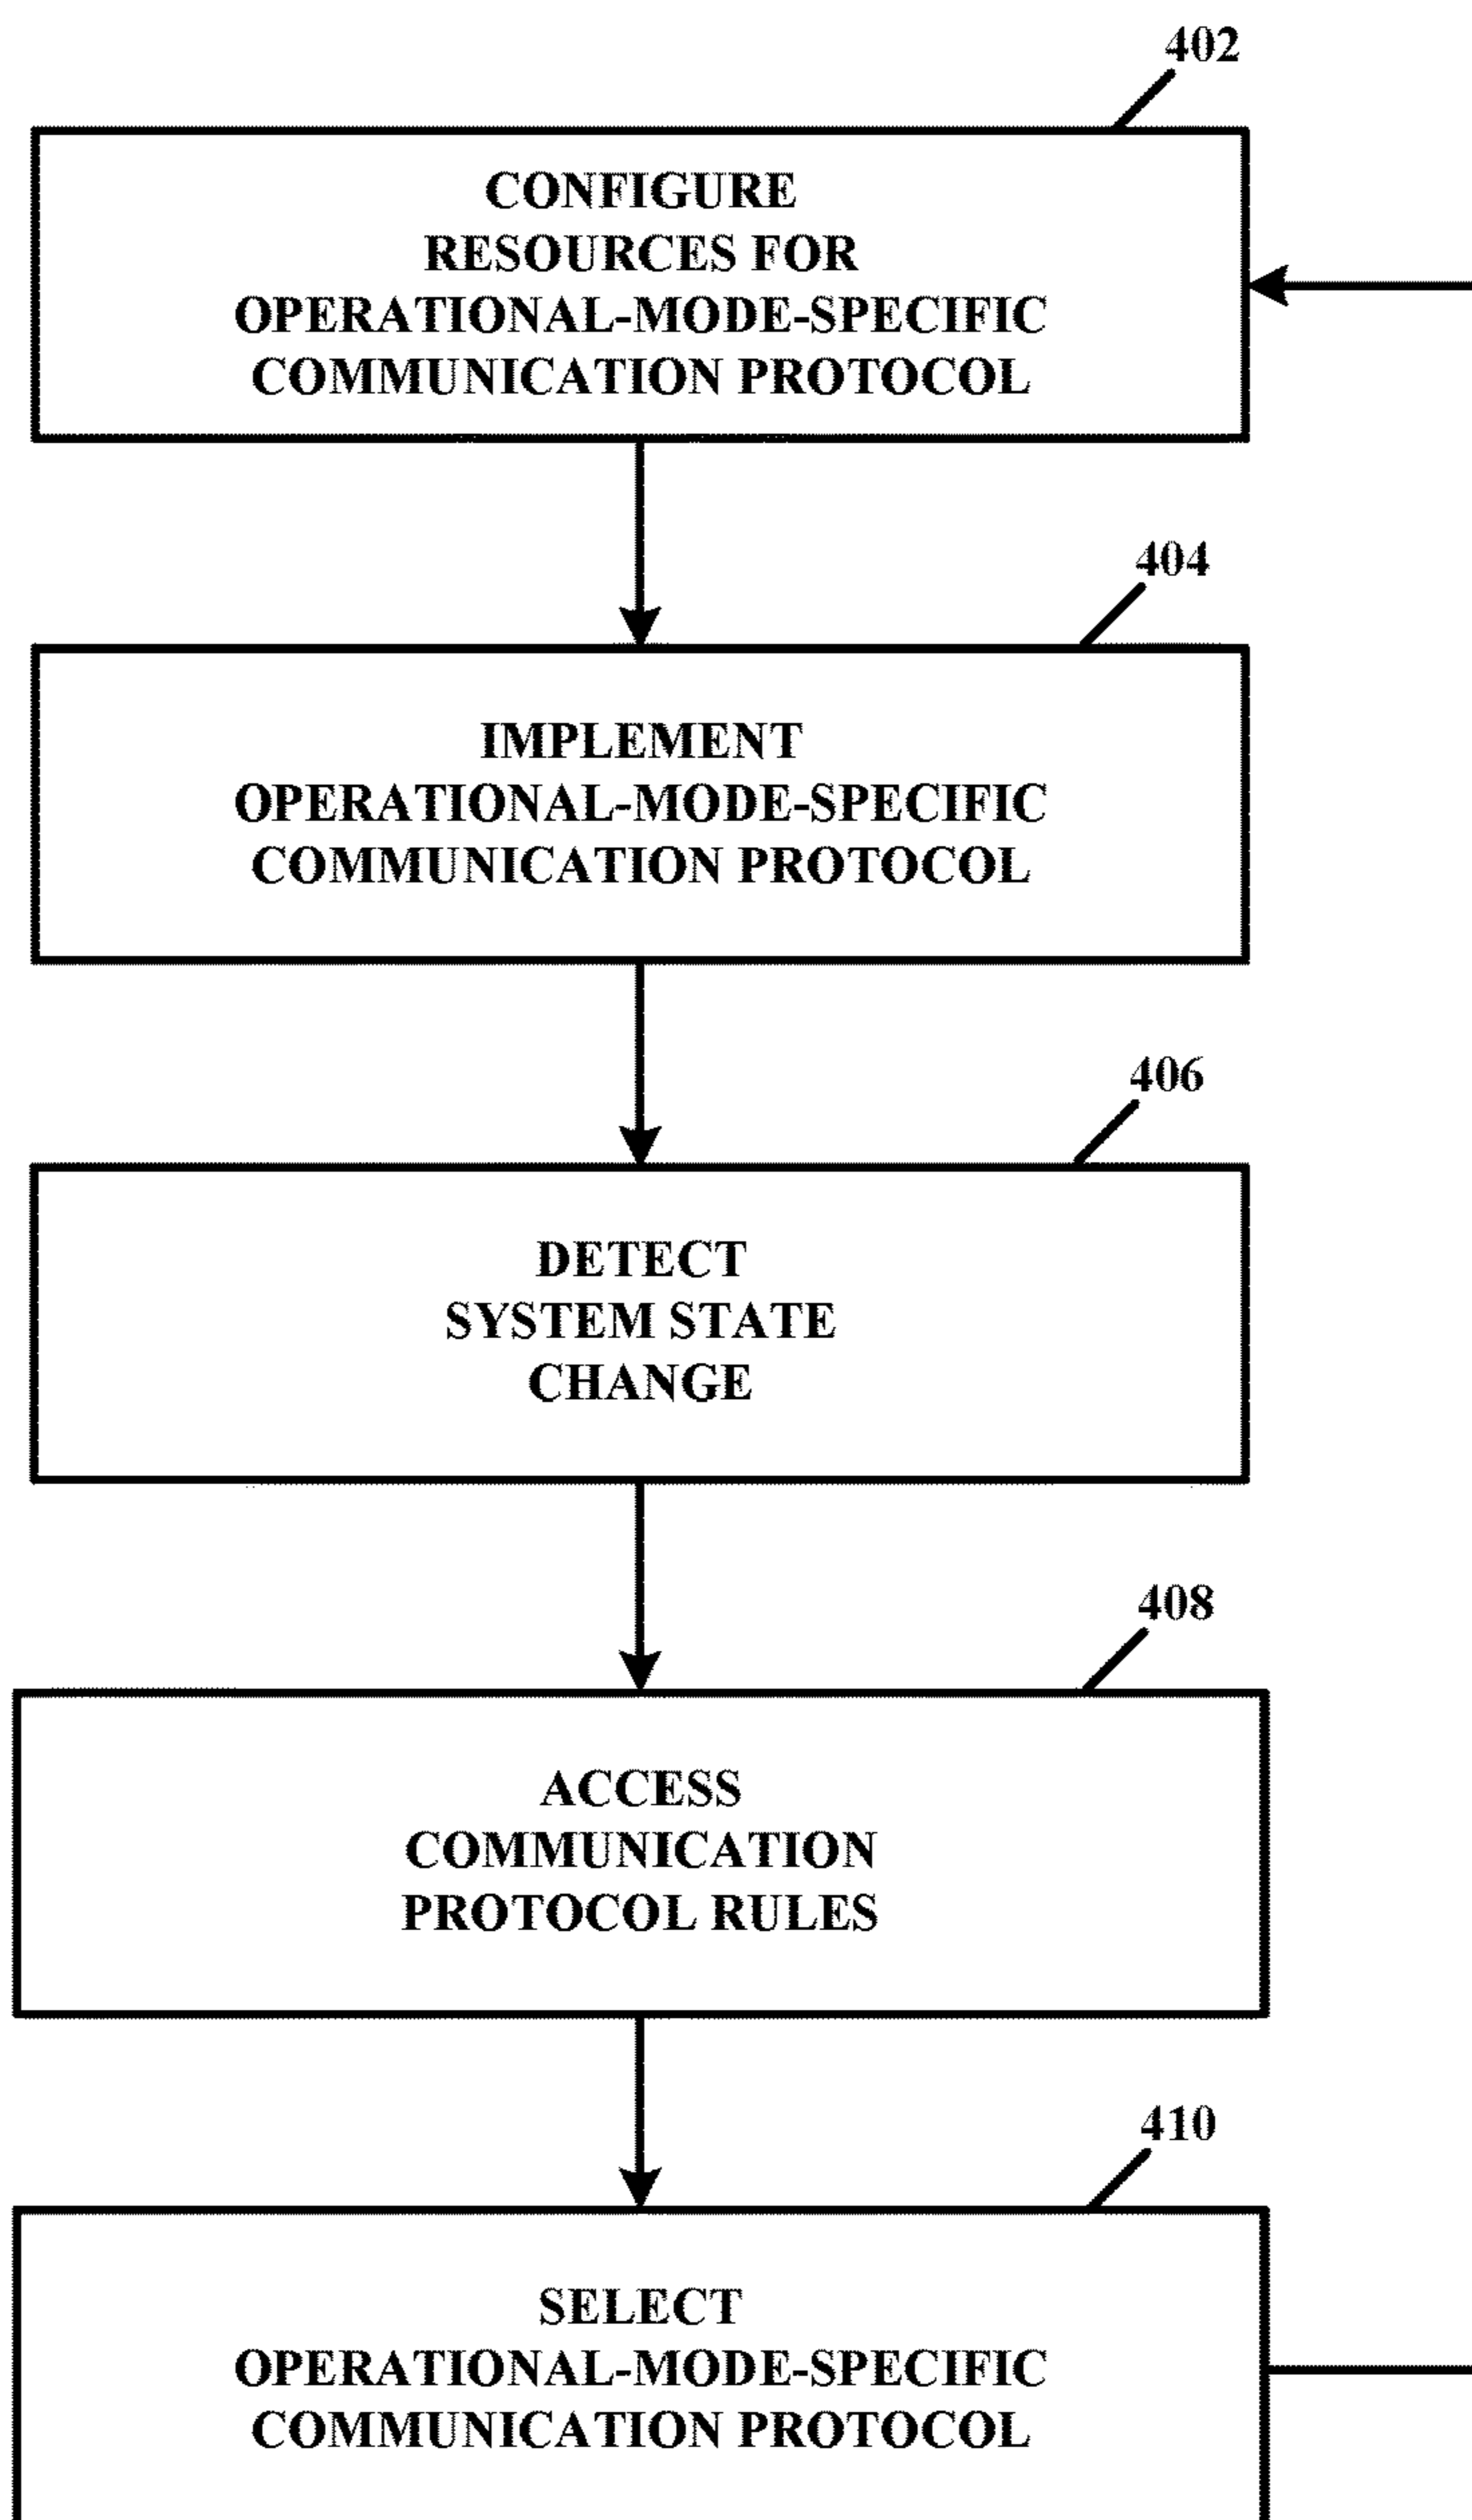 402
CONFIGURE
RESOURCES FOR
OPERATIONAL-MODE-SPECIFIC
COMMUNICATION PROTOCOL
404
IMPLEMENT
OPERATIONAL-MODE-SPECIFIC
COMMUNICATION PROTOCOL
406
DETECT
SYSTEM STATE
CHANGE
408
ACCESS
COMMUNICATION
PROTOCOL RULES
410
SELECT
OPERATIONAL-MODE-SPECIFIC
COMMUNICATION PROTOCOL